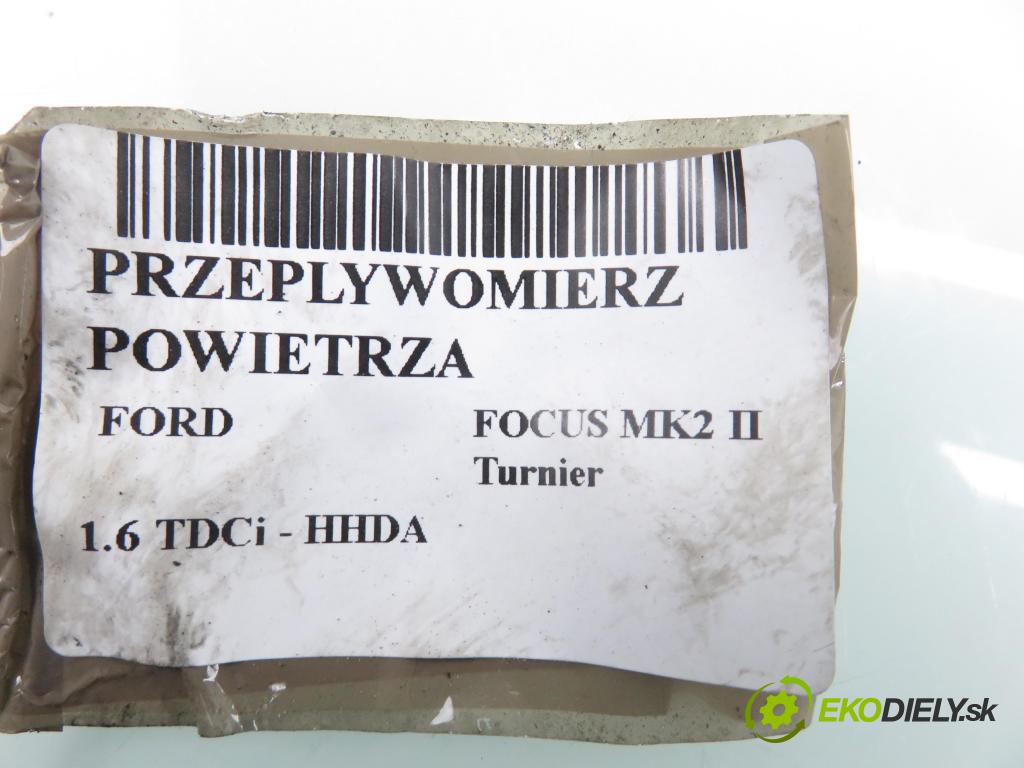 PRZEPLYWOMIERZ
POWIETRZA
FORD FOCUS MK2 II
Turnier
1.6 TDCi - HHDA
EKODIELY.sk